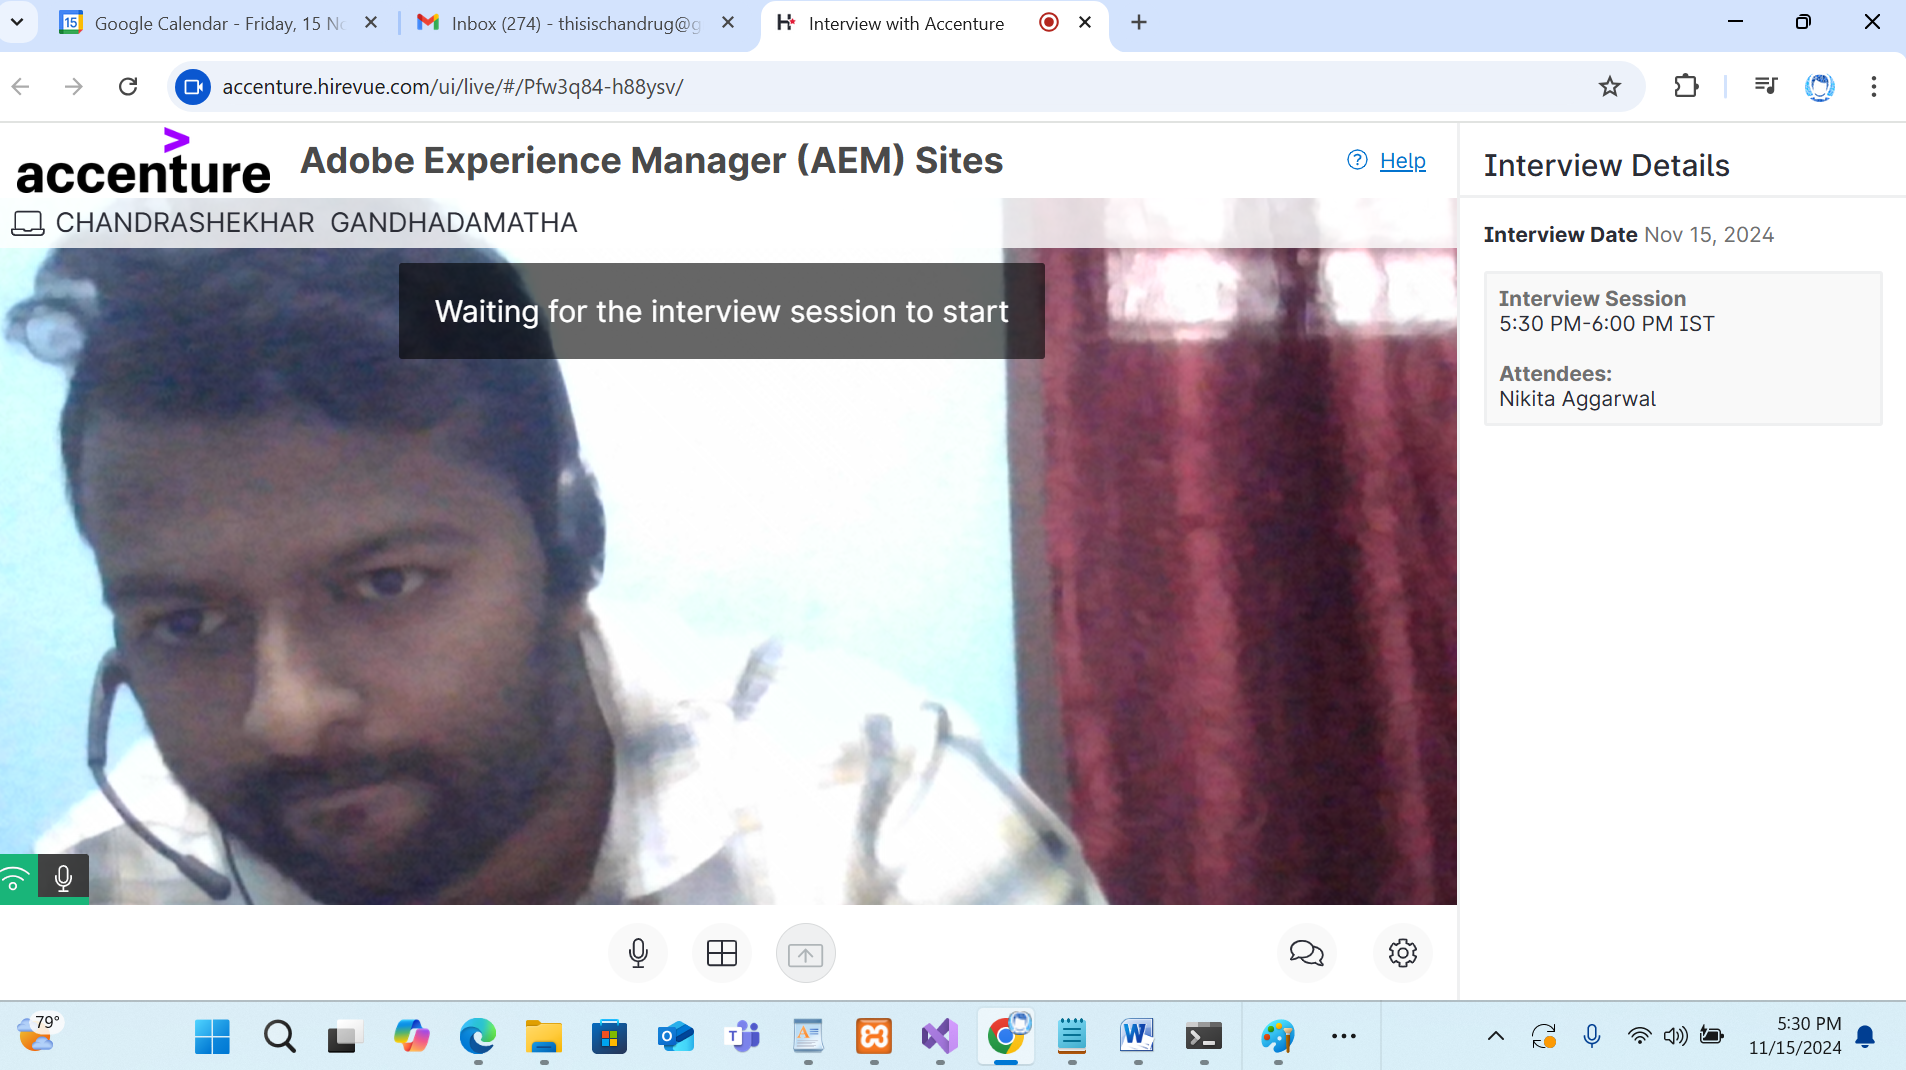 15 Google Calendar - Friday, 15 No
Inbox (274) - thisischandrug@g
H Interview with Accenture
accenture.hirevue.com/ui/live/#/Pfw3q84-h88ysv/
accenture
Adobe Experience Manager (AEM) Sites
? Help
CHANDRASHEKHAR GANDHADAMATHA
Waiting for the interview session to start
Interview Details
Interview Date Nov 15, 2024
Interview Session
5:30 PM-6:00 PM IST
Attendees:
Nikita Aggarwal
79°
5:30 PM
11/15/2024